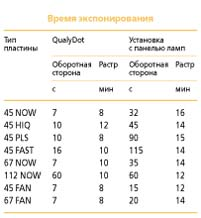 Время экспонирования
Тип пластины QualyDot Установка с панелью ламп
Оборотная сторона Растр Оборотная сторона Растр
с мин с мин
45 NOW 7 8 32 16
45 HIQ 10 12 45 14
45 PLS 10 8 90 15
45 FAST 16 10 115 14
67 NOW 7 10 35 14
112 NOW 60 10 60 12
45 FAN 7 8 15 12
67 FAN 7 8 20 14